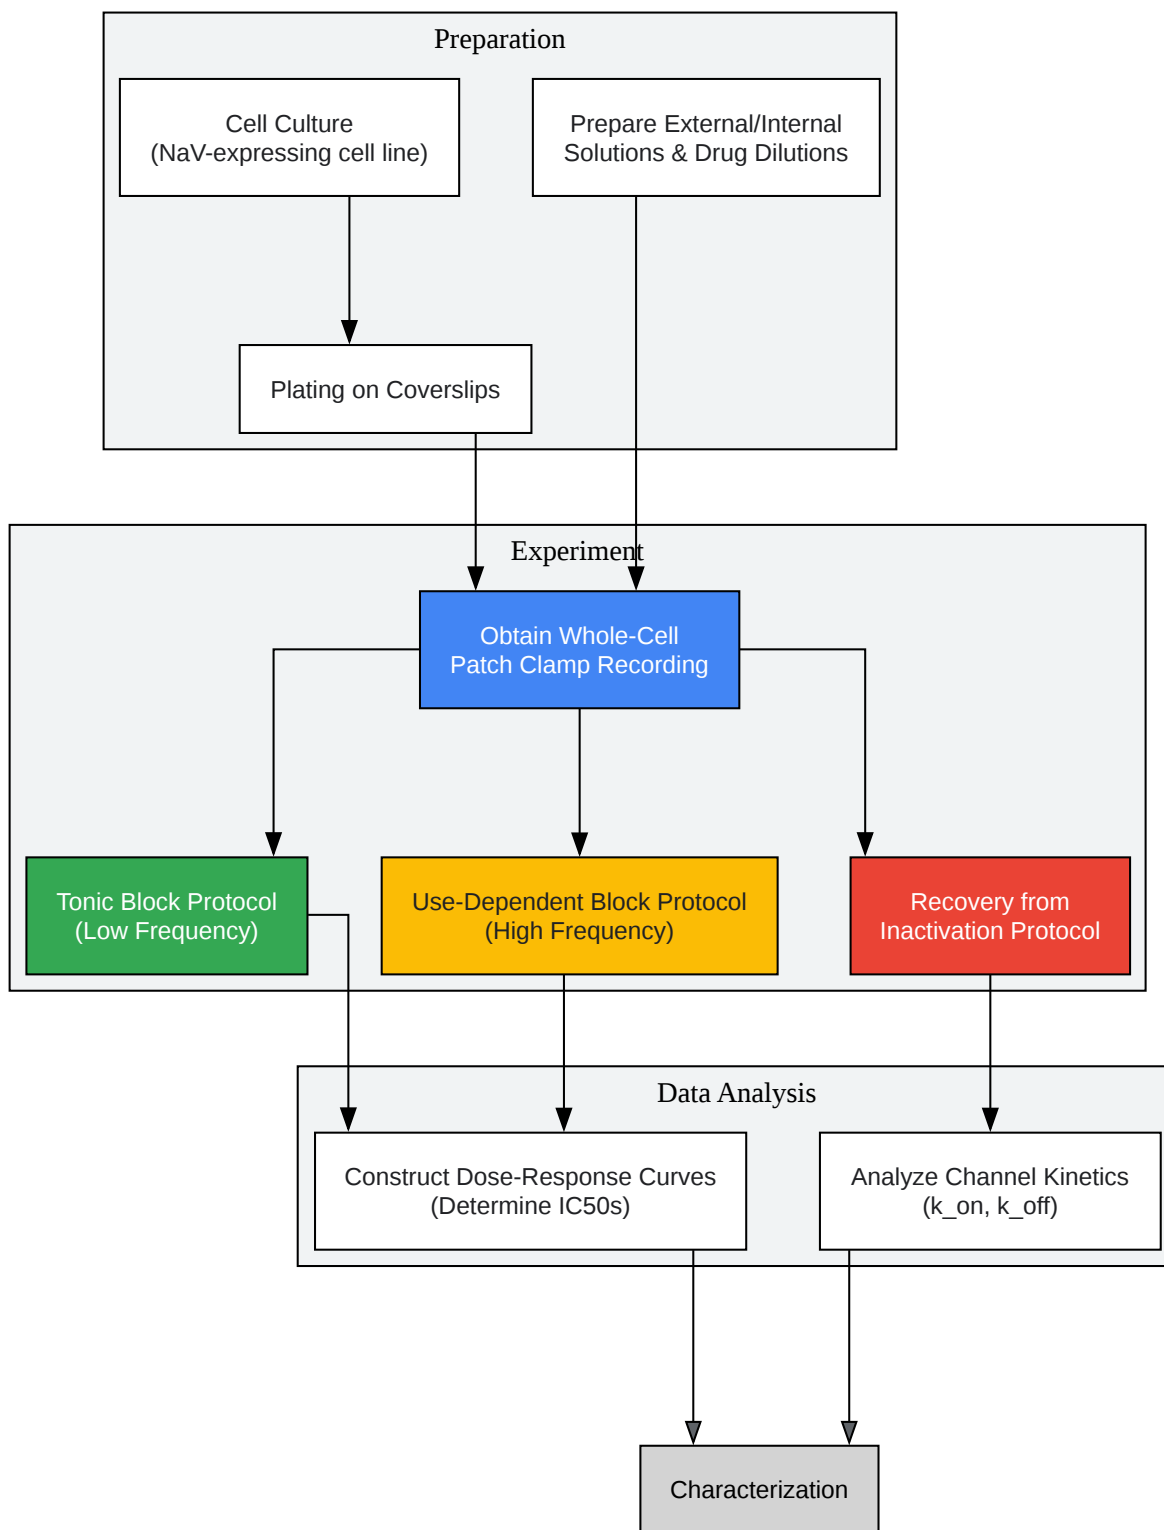 Preparation
Cell Culture
(NaV-expressing cell line)
Prepare External/Internal
Solutions & Drug Dilutions
Plating on Coverslips
Experiment
Obtain Whole-Cell
Patch Clamp Recording
Tonic Block Protocol
(Low Frequency)
Use-Dependent Block Protocol
(High Frequency)
Recovery from
Inactivation Protocol
Data Analysis
Construct Dose-Response Curves
(Determine IC50s)
Analyze Channel Kinetics
(k_on, k_off)
Characterization